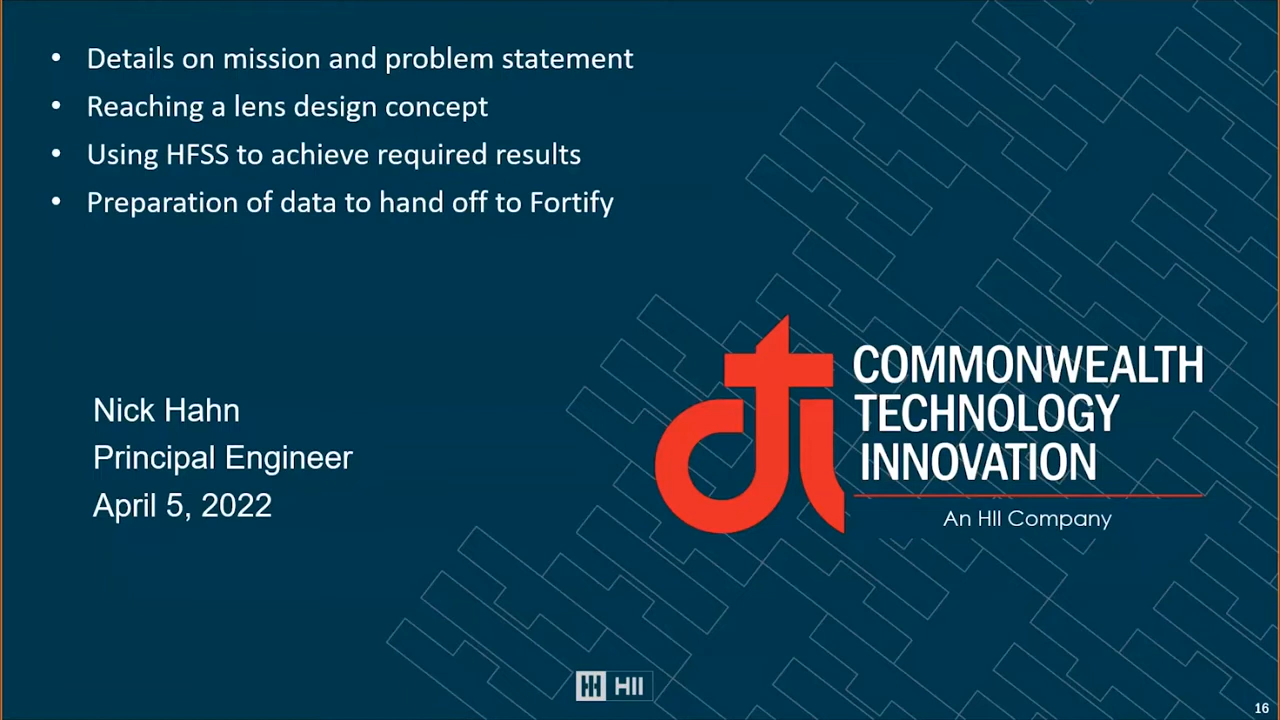 • Details on mission and problem statement
• Reaching a lens design concept
• Using HFSS to achieve required results
• Preparation of data to hand off to Fortify
Nick Hahn
Principal Engineer
April 5, 2022
cti
COMMONWEALTH
TECHNOLOGY
INNOVATION
An HII Company
HII
16